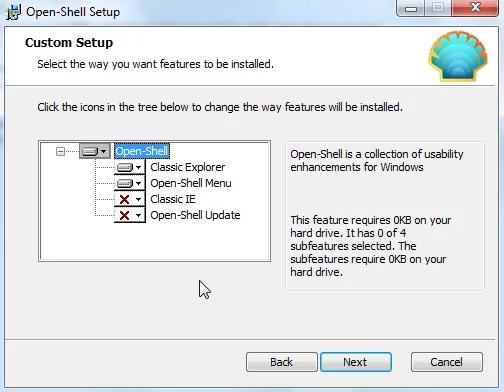 Open-Shell Setup
Custom Setup
Select the way you want features to be installed.
Click the icons in the tree below to change the way features will be installed.
Open-Shell
Classic Explorer
Open-Shell Menu
Classic IE
Open-Shell Update
Open-Shell is a collection of usability
enhancements for Windows
This feature requires 0KB on your
hard drive. It has 0 of 4
subfeatures selected. The
subfeatures require 0KB on your
hard drive.
Back
Next
Cancel